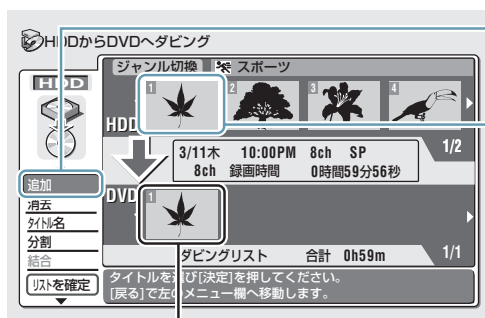 HDDからDVDヘダビング
ジャンル切換 スポーツ
HDD
1 2 3 4
HDD
3/11木 10:00PM 8ch SP
8ch 録画時間 0時間59分56秒
1/2
追加
消去
タイトル名
分割
結合
リストを確定
DVD 1
ダビングリスト 合計 0h59m 1/1
タイトルを選び[決定]を押してください。
[戻る]で左のメニュー欄へ移動します。